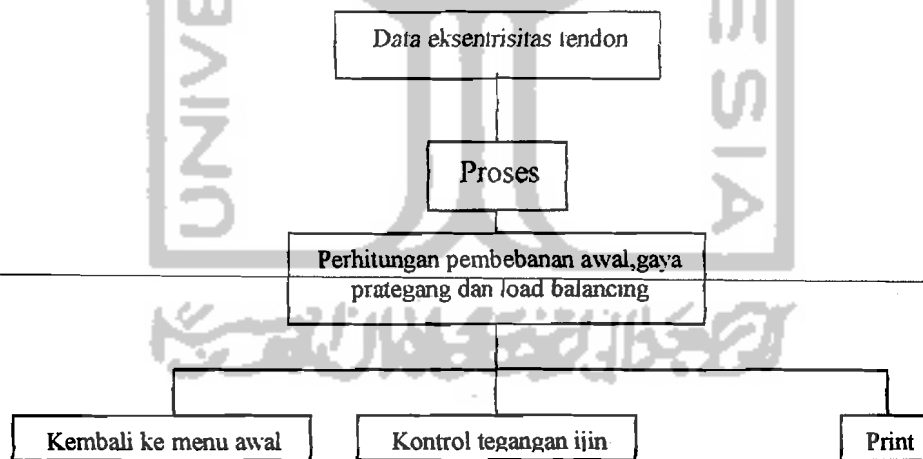 Data eksentrisitas tendon
Proses
Perhitungan pembebanan awal,gaya
prategang dan load balancing
Kembali ke menu awal
Kontrol tegangan ijin
Print